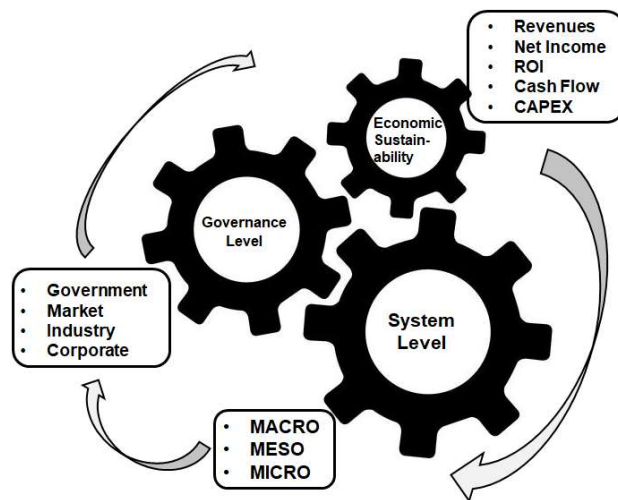 • Revenues
• Net Income
• ROI
• Cash Flow
• CAPEX
Economic
Sustain-
ability
Governance
Level
• Government
• Market
• Industry
• Corporate
System
Level
• MACRO
• MESO
• MICRO